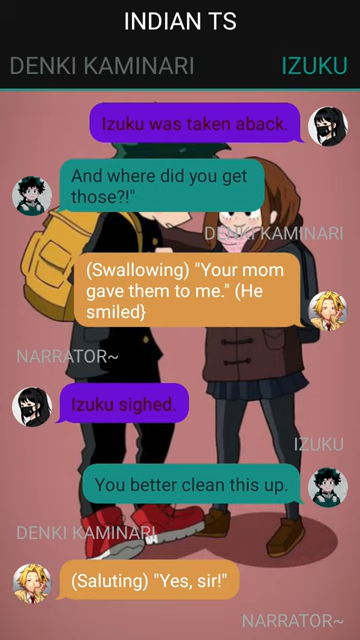 INDIAN TS
DENKI KAMINARI
IZUKU
Izuku was taken aback.
And where did you get
those?!"
DENKI KAMINARI
(Swallowing) "Your mom
gave them to me." (He
smiled}
NARRATOR~
Izuku sighed.
IZUKU
You better clean this up.
DENKI KAMINARI
(Saluting) "Yes, sir!"
NARRATOR~